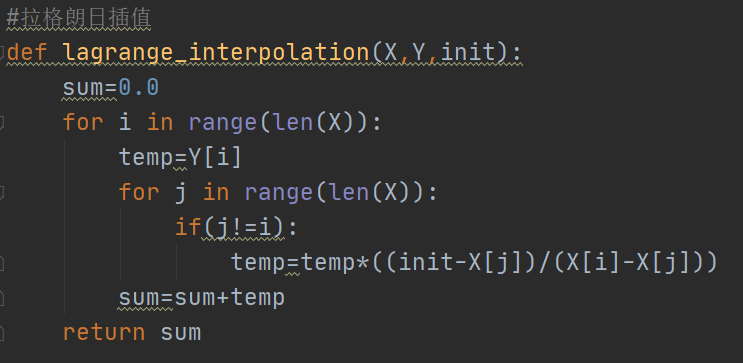 #拉格朗日插值
def lagrange_interpolation(X,Y,init):
    sum=0.0
    for i in range(len(X)):
        temp=Y[i]
        for j in range(len(X)):
            if(j!=i):
                temp=temp*((init-X[j])/(X[i]-X[j]))
        sum=sum+temp
    return sum